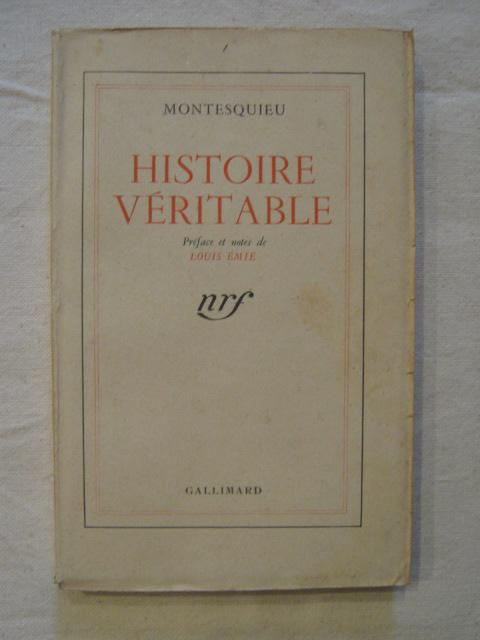 MONTESQUIEU
HISTOIRE
VÉRITABLE
Préface et notes de
LOUIS ÉMIÉ
nrf
GALLIMARD